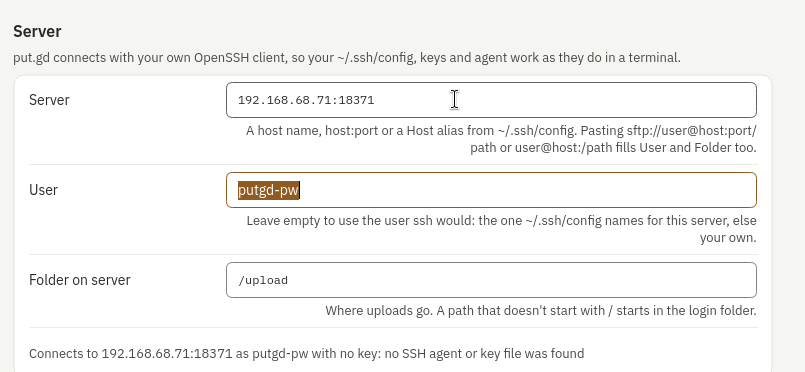 Server
put.gd connects with your own OpenSSH client, so your ~/.ssh/config, keys and agent work as they do in a terminal.
Server
192.168.68.71:18371
A host name, host:port or a Host alias from ~/.ssh/config. Pasting sftp://user@host:port/
path or user@host:/path fills User and Folder too.
User
putgd-pw
Leave empty to use the user ssh would: the one ~/.ssh/config names for this server, else
your own.
Folder on server
/upload
Where uploads go. A path that doesn't start with / starts in the login folder.
Connects to 192.168.68.71:18371 as putgd-pw with no key: no SSH agent or key file was found